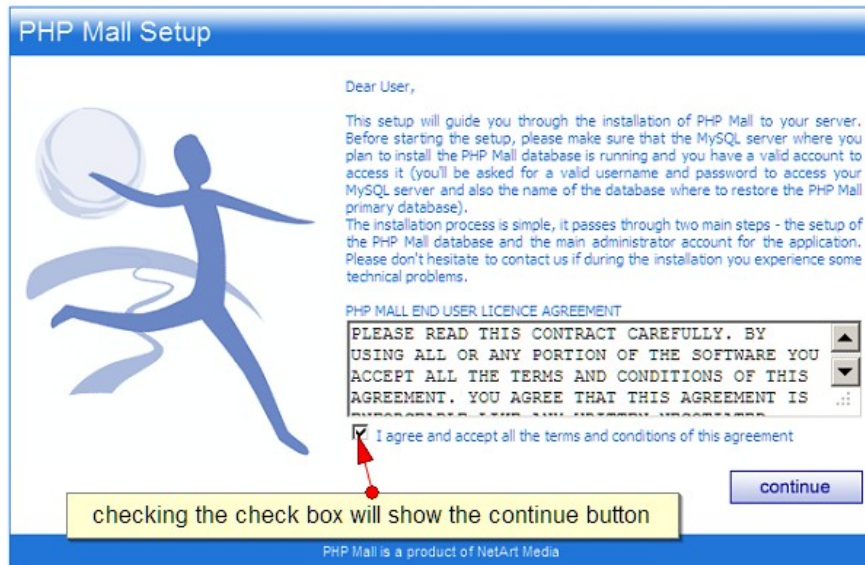 PHP Mall Setup
Dear User,
This setup will guide you through the installation of PHP Mall to your server.
Before starting the setup, please make sure that the MySQL server where you
plan to install the PHP Mall database is running and you have a valid account to
access it (you'll be asked for a valid username and password to access your
MySQL server and also the name of the database where to restore the PHP Mall
primary database).
The installation process is simple, it passes through two main steps - the setup of
the PHP Mall database and the main administrator account for the application.
Please don't hesitate to contact us if during the installation you experience some
technical problems.
PHP MALL END USER LICENCE AGREEMENT
PLEASE READ THIS CONTRACT CAREFULLY. BY
USING ALL OR ANY PORTION OF THE SOFTWARE YOU
ACCEPT ALL THE TERMS AND CONDITIONS OF THIS
AGREEMENT. YOU AGREE THAT THIS AGREEMENT IS
I agree and accept all the terms and conditions of this agreement
continue
checking the check box will show the continue button
PHP Mall is a product of NetArt Media